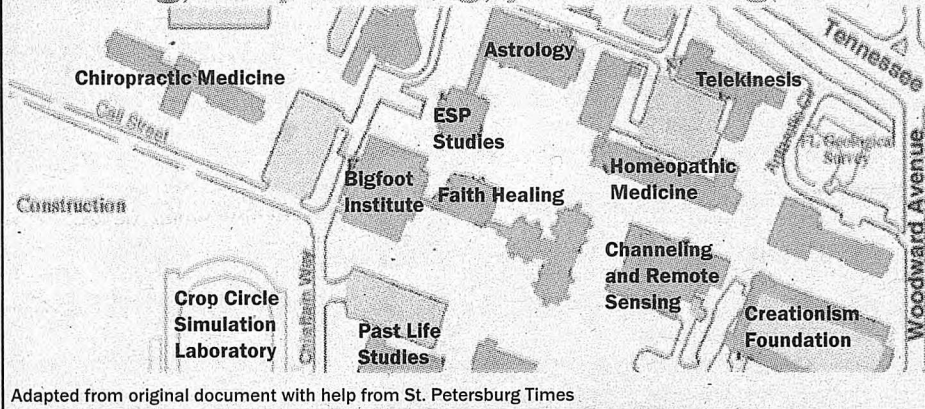 Tennessee
Astrology
Chiropractic Medicine
Telekinesis
ESP
Studies
Call Street
FL Geological
Survey
Woodward Avenue
Homeopathic
Medicine
Bigfoot
Institute
Faith Healing
Construction
Channeling
and Remote
Sensing
Crop Circle
Simulation
Laboratory
Chieftain Way
Past Life
Studies
Creationism
Foundation
Adapted from original document with help from St. Petersburg Times